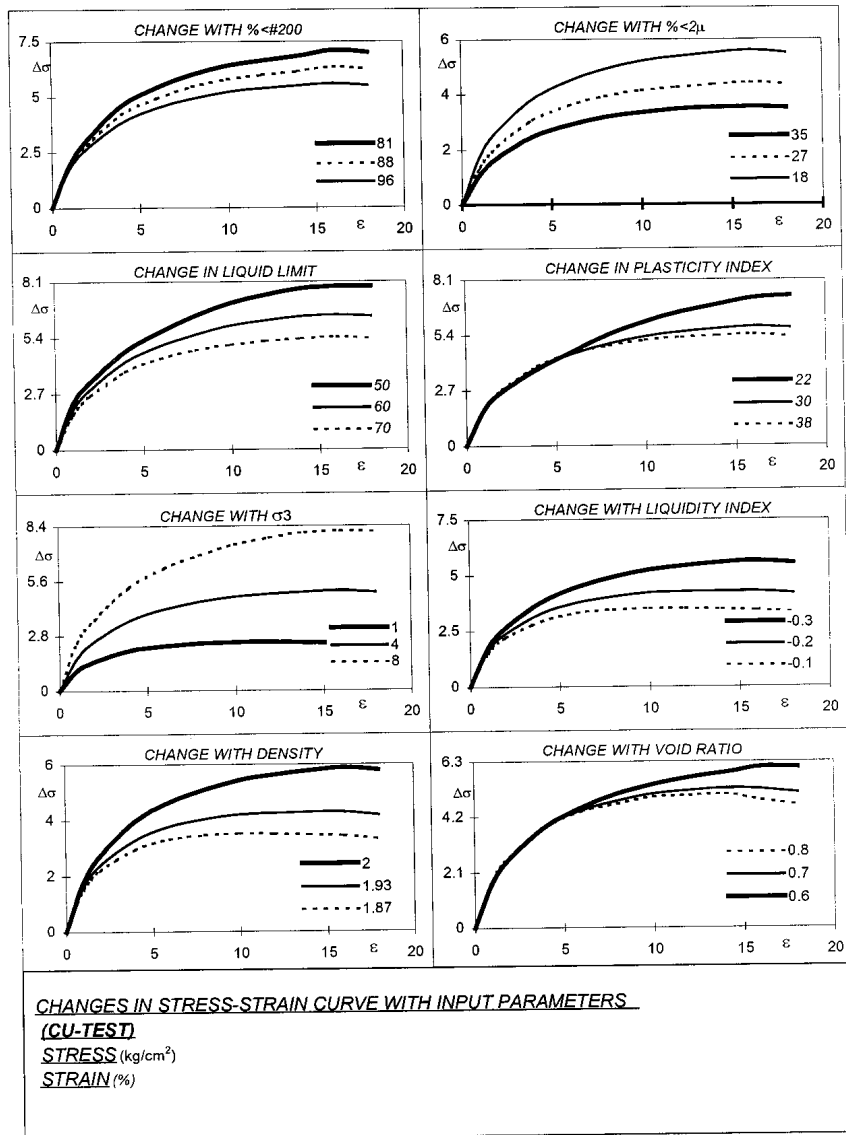 CHANGE WITH %<#200
7.5
Δσ
5
2.5
0
81
88
96
0 5 10 15 ε 20
CHANGE WITH %<2μ
6
Δσ
4
2
0
35
27
18
0 5 10 15 ε 20
CHANGE IN LIQUID LIMIT
8.1
Δσ
5.4
2.7
0
50
60
70
0 5 10 15 ε 20
CHANGE IN PLASTICITY INDEX
8.1
Δσ
5.4
2.7
0
22
30
38
0 5 10 15 ε 20
CHANGE WITH σ3
8.4
Δσ
5.6
2.8
0
1
4
8
0 5 10 15 ε 20
CHANGE WITH LIQUIDITY INDEX
7.5
Δσ
5
2.5
0
-0.3
-0.2
-0.1
0 5 10 15 ε 20
CHANGE WITH DENSITY
6
Δσ
4
2
0
2
1.93
1.87
0 5 10 15 ε 20
CHANGE WITH VOID RATIO
6.3
Δσ
4.2
2.1
0
0.8
0.7
0.6
0 5 10 15 ε 20
CHANGES IN STRESS-STRAIN CURVE WITH INPUT PARAMETERS
(CU-TEST)
STRESS (kg/cm²)
STRAIN (%)